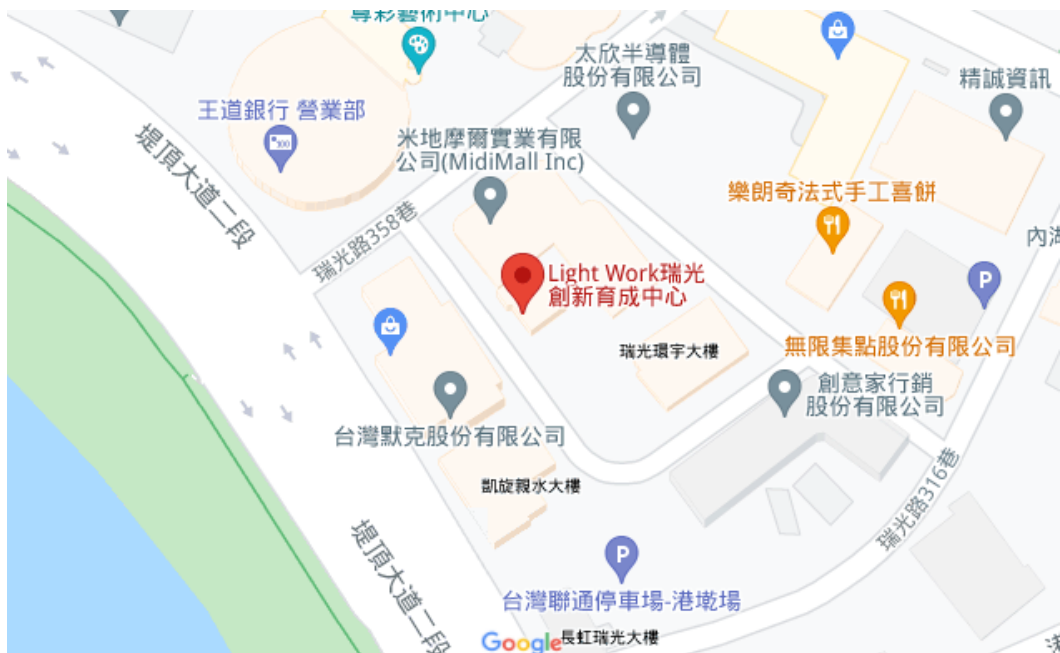 尊彩藝術中心
太欣半導體
股份有限公司
精誠資訊
王道銀行 營業部
米地摩爾實業有限
公司(MidiMall Inc)
堤頂大道二段
樂朗奇法式手工喜餅
瑞光路358巷
內湖
P
Light Work瑞光
創新育成中心
瑞光環宇大樓
無限集點股份有限公司
創意家行銷
股份有限公司
台灣默克股份有限公司
凱旋親水大樓
瑞光路316巷
堤頂大道二段
P
台灣聯通停車場-港墘場
Google
長虹瑞光大樓